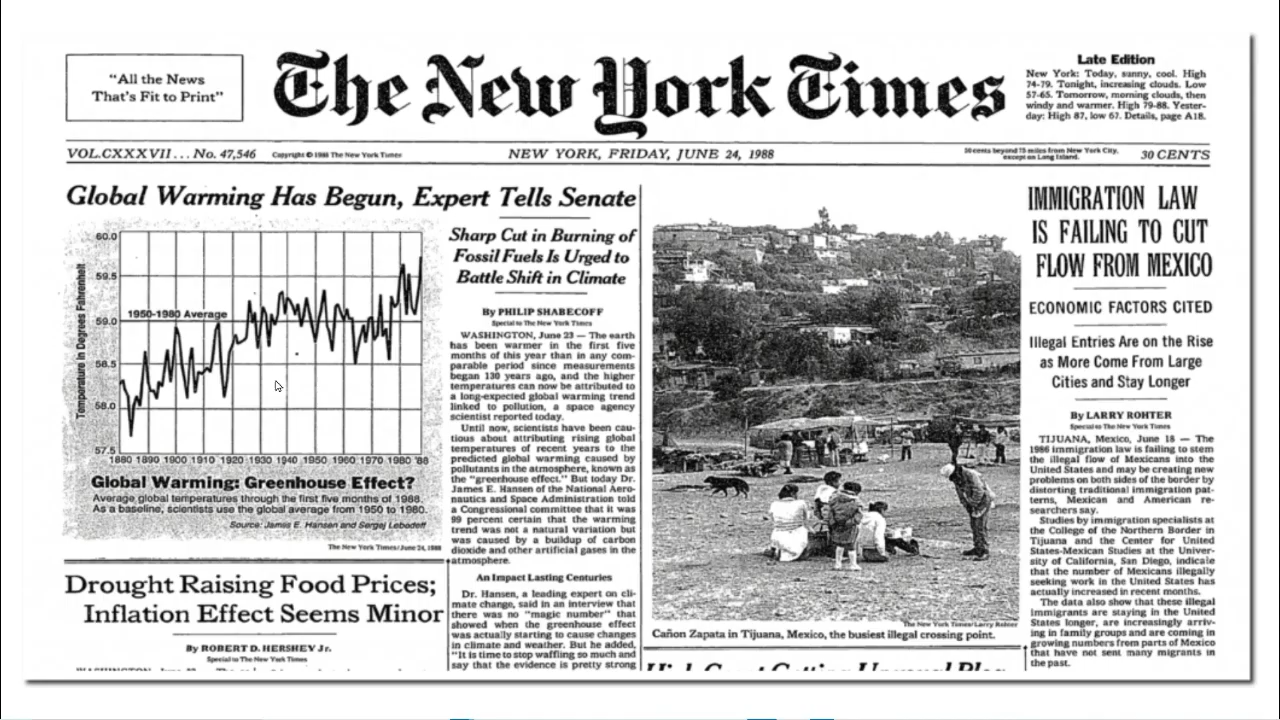 "All the News
That's Fit to Print"
The New York Times
Late Edition
New York: Today, sunny, cool. High
74-79. Tonight, increasing clouds. Low
57-65. Tomorrow, morning clouds, then
windy and warmer. High 79-88. Yester-
day: High 87, low 67. Details, page A18.
VOL.CXXXVII... No. 47,546
Copyright © 1988 The New York Times
NEW YORK, FRIDAY, JUNE 24, 1988
50 cents beyond 75 miles from New York City,
except on Long Island.
30 CENTS
Global Warming Has Begun, Expert Tells Senate
Temperature in Degrees Fahrenheit
60.0
59.5
1950-1980 Average
59.0
58.5
58.0
57.5
1880 1890 1900 1910 1920 1930 1940 1950 1960 1970 1980 '88
Global Warming: Greenhouse Effect?
Average global temperatures through the first five months of 1988.
As a baseline, scientists use the global average from 1950 to 1980.
Source: James E. Hansen and Sergej Lebedeff
The New York Times/June 24, 1988
Drought Raising Food Prices;
Inflation Effect Seems Minor
By ROBERT D. HERSHEY Jr.
Special to The New York Times
Sharp Cut in Burning of
Fossil Fuels Is Urged to
Battle Shift in Climate
By PHILIP SHABECOFF
Special to The New York Times
WASHINGTON, June 23 — The earth
has been warmer in the first five
months of this year than in any com-
parable period since measurements
began 130 years ago, and the higher
temperatures can now be attributed to
a long-expected global warming trend
linked to pollution, a space agency
scientist reported today.
Until now, scientists have been cau-
tious about attributing rising global
temperatures of recent years to the
predicted global warming caused by
pollutants in the atmosphere, known as
the "greenhouse effect." But today Dr.
James E. Hansen of the National Aero-
nautics and Space Administration told
a Congressional committee that it was
99 percent certain that the warming
trend was not a natural variation but
was caused by a buildup of carbon
dioxide and other artificial gases in the
atmosphere.
An Impact Lasting Centuries
Dr. Hansen, a leading expert on cli-
mate change, said in an interview that
there was no "magic number" that
showed when the greenhouse effect
was actually starting to cause changes
in climate and weather. But he added,
"It is time to stop waffling so much and
say that the evidence is pretty strong
The New York Times/Larry Rohter
Cañon Zapata in Tijuana, Mexico, the busiest illegal crossing point.
IMMIGRATION LAW
IS FAILING TO CUT
FLOW FROM MEXICO
ECONOMIC FACTORS CITED
Illegal Entries Are on the Rise
as More Come From Large
Cities and Stay Longer
By LARRY ROHTER
Special to The New York Times
TIJUANA, Mexico, June 18 — The
1986 immigration law is failing to stem
the illegal flow of Mexicans into the
United States and may be creating new
problems on both sides of the border by
distorting traditional immigration pat-
terns, Mexican and American re-
searchers say.
Studies by immigration specialists at
the College of the Northern Border in
Tijuana and the Center for United
States-Mexican Studies at the Univer-
sity of California, San Diego, indicate
that the number of Mexicans illegally
seeking work in the United States has
actually increased in recent months.
The data also show that these illegal
immigrants are staying in the United
States longer, are increasingly arriv-
ing in family groups and are coming in
growing numbers from parts of Mexico
that have not sent many migrants in
the past.